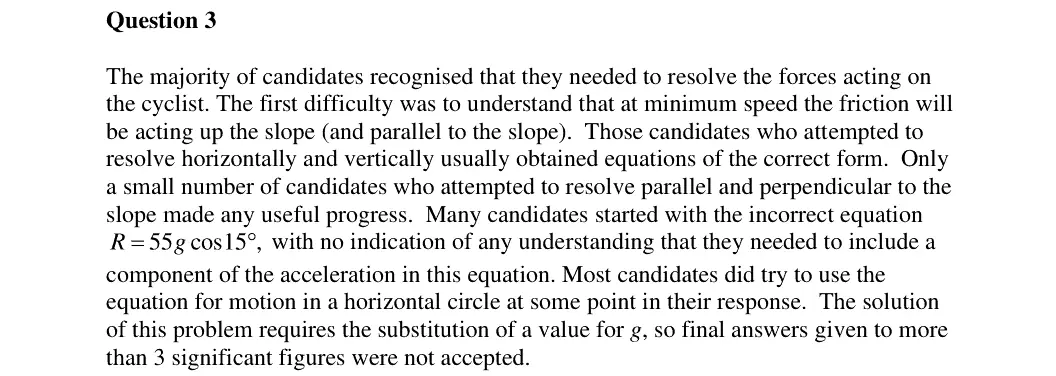 Question 3
The majority of candidates recognised that they needed to resolve the forces acting on
the cyclist. The first difficulty was to understand that at minimum speed the friction will
be acting up the slope (and parallel to the slope).  Those candidates who attempted to
resolve horizontally and vertically usually obtained equations of the correct form.  Only
a small number of candidates who attempted to resolve parallel and perpendicular to the
slope made any useful progress.  Many candidates started with the incorrect equation
R = 55g cos15°, with no indication of any understanding that they needed to include a
component of the acceleration in this equation. Most candidates did try to use the
equation for motion in a horizontal circle at some point in their response.  The solution
of this problem requires the substitution of a value for g, so final answers given to more
than 3 significant figures were not accepted.